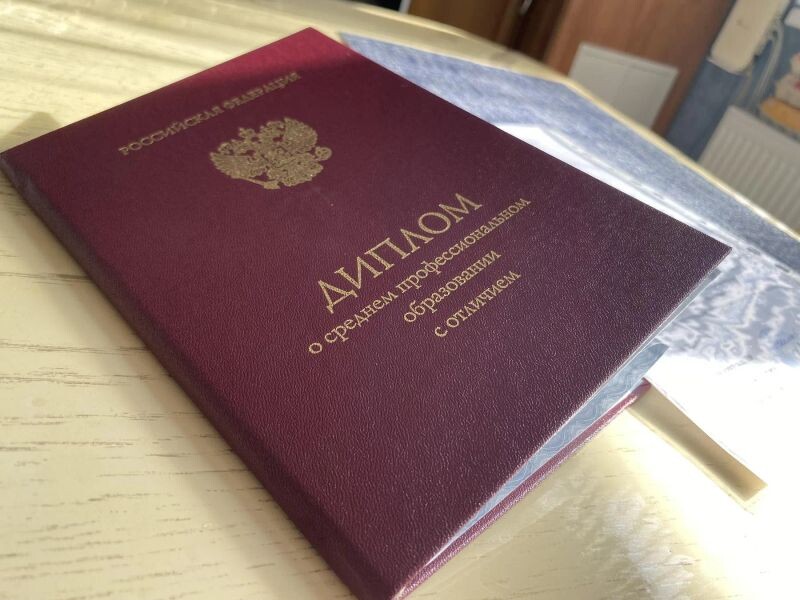 РОССИЙСКАЯ ФЕДЕРАЦИЯ
ДИПЛОМ
о среднем профессиональном
образовании
с отличием